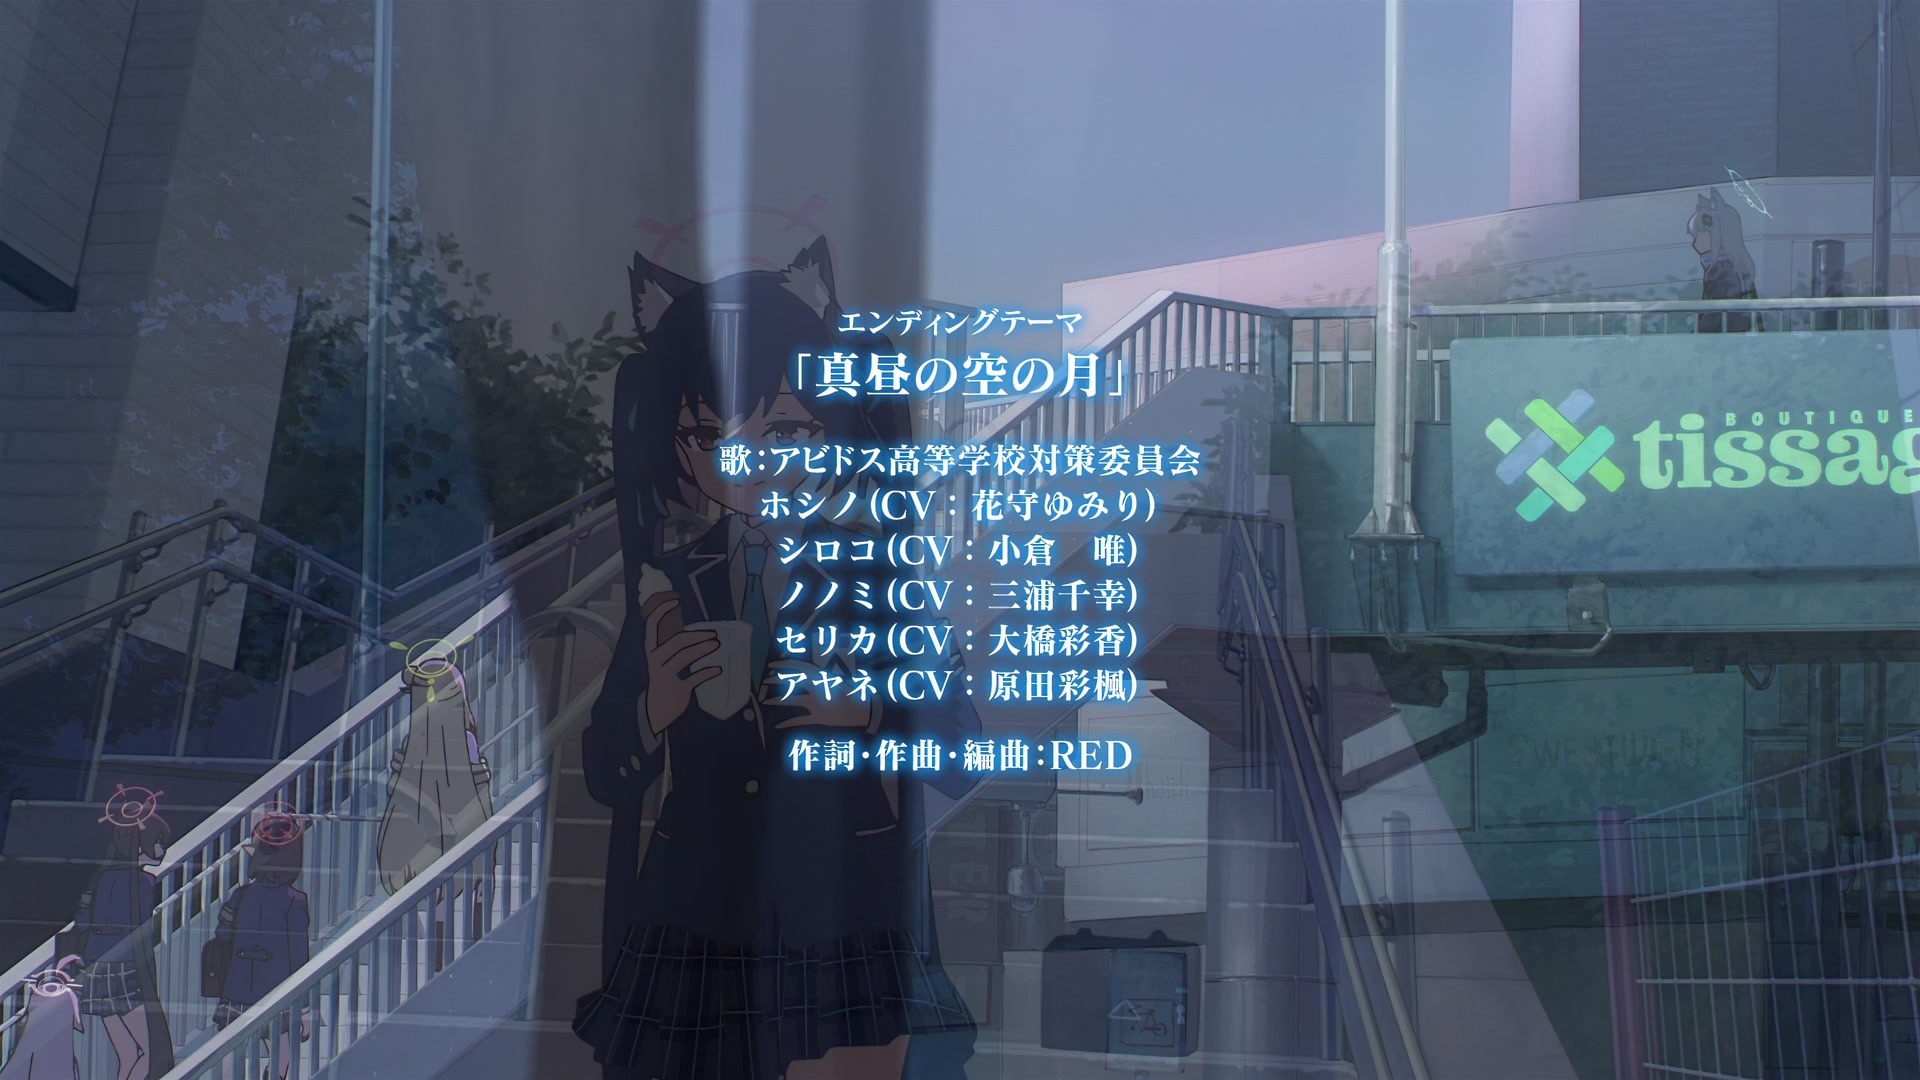 エンディングテーマ
「真昼の空の月」
歌:アビドス高等学校対策委員会
ホシノ(CV:花守ゆみり)
シロコ(CV:小倉　唯)
ノノミ(CV:三浦千幸)
セリカ(CV:大橋彩香)
アヤネ(CV:原田彩楓)
作詞・作曲・編曲:RED
BOUTIQUE
tissag